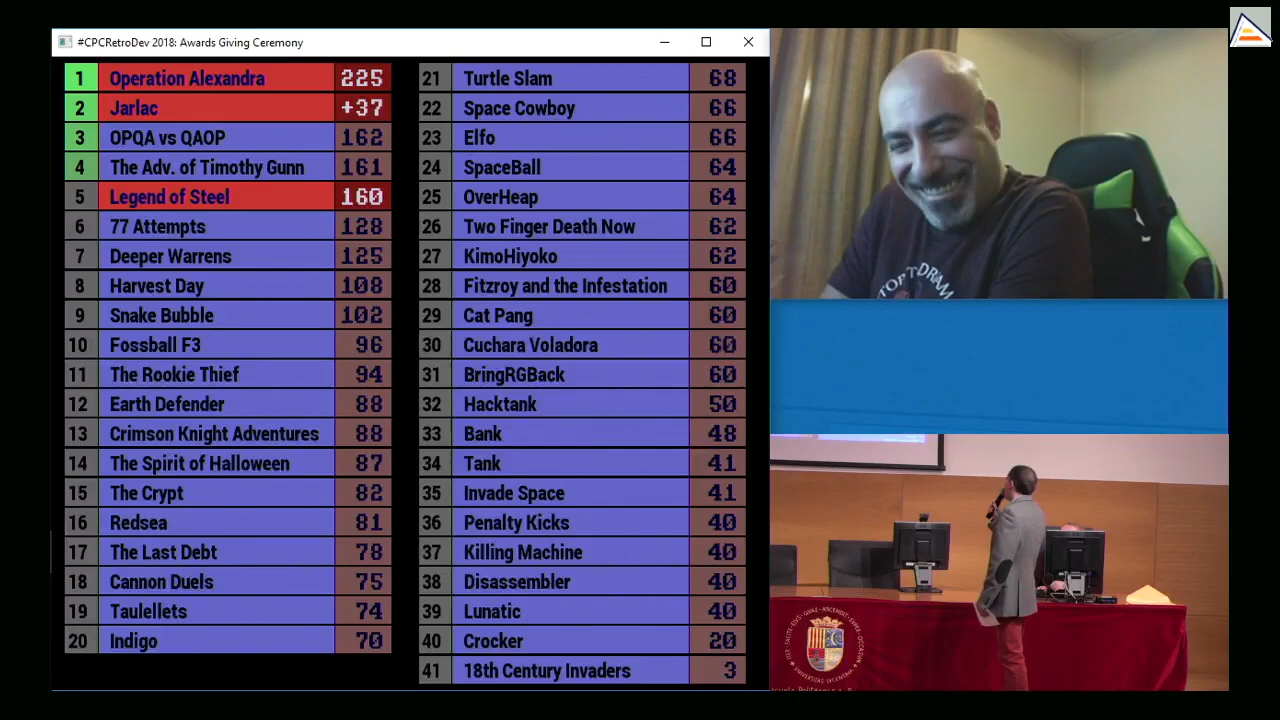 #CPCRetroDev 2018: Awards Giving Ceremony
1 Operation Alexandra 225
2 Jarlac +37
3 OPQA vs QAOP 162
4 The Adv. of Timothy Gunn 161
5 Legend of Steel 160
6 77 Attempts 128
7 Deeper Warrens 125
8 Harvest Day 108
9 Snake Bubble 102
10 Fossball F3 96
11 The Rookie Thief 94
12 Earth Defender 88
13 Crimson Knight Adventures 88
14 The Spirit of Halloween 87
15 The Crypt 82
16 Redsea 81
17 The Last Debt 78
18 Cannon Duels 75
19 Taulellets 74
20 Indigo 70
21 Turtle Slam 68
22 Space Cowboy 66
23 Elfo 66
24 SpaceBall 64
25 OverHeap 64
26 Two Finger Death Now 62
27 KimoHiyoko 62
28 Fitzroy and the Infestation 60
29 Cat Pang 60
30 Cuchara Voladora 60
31 BringRGBack 60
32 Hacktank 50
33 Bank 48
34 Tank 41
35 Invade Space 41
36 Penalty Kicks 40
37 Killing Machine 40
38 Disassembler 40
39 Lunatic 40
40 Crocker 20
41 18th Century Invaders 3